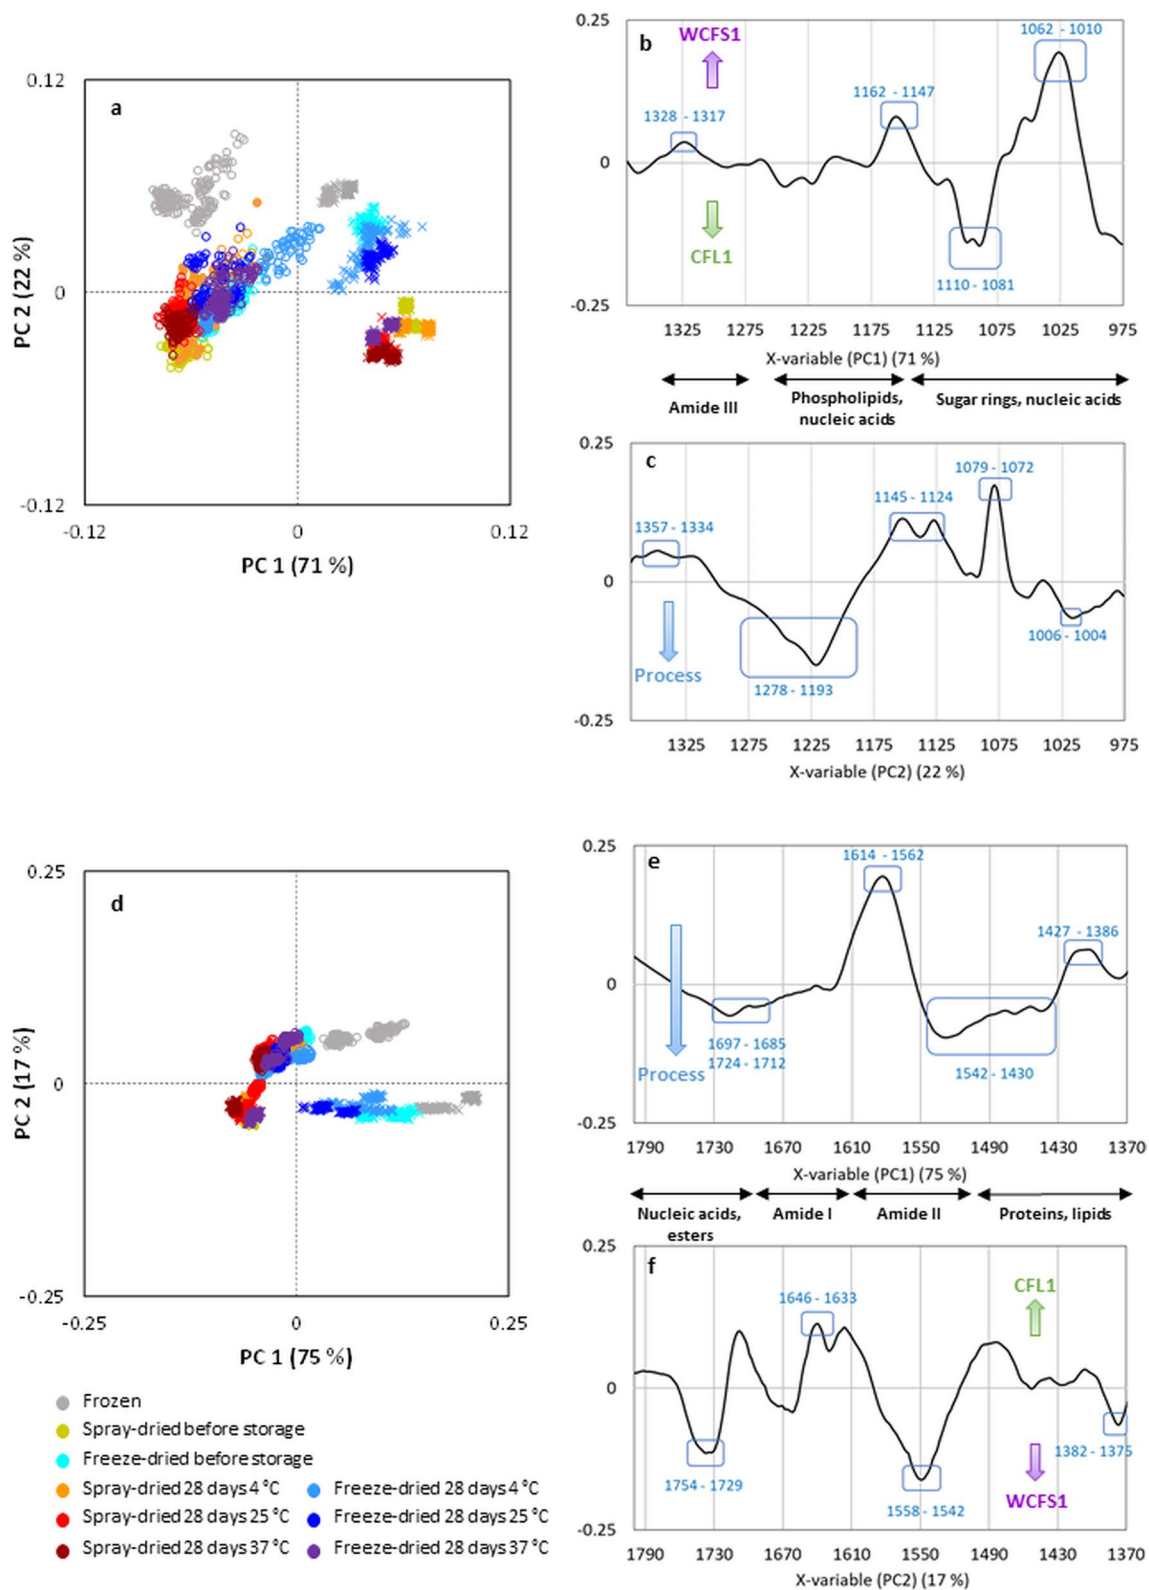 a
0.12
0
-0.12
-0.12
0
0.12
PC 2 (22 %)
PC 1 (71 %)
b
0.25
0
-0.25
WCFS1
CFL1
1328 - 1317
1162 - 1147
1062 - 1010
1110 - 1081
1325 1275 1225 1175 1125 1075 1025 975
X-variable (PC1) (71 %)
Amide III
Phospholipids,
nucleic acids
Sugar rings, nucleic acids
c
0.25
0
-0.25
1357 - 1334
1145 - 1124
1079 - 1072
1006 - 1004
1278 - 1193
Process
1325 1275 1225 1175 1125 1075 1025 975
X-variable (PC2) (22 %)
d
0.25
0
-0.25
-0.25
0
0.25
PC 2 (17 %)
PC 1 (75 %)
e
0.25
0
-0.25
1614 - 1562
1427 - 1386
1697 - 1685
1724 - 1712
1542 - 1430
Process
1790 1730 1670 1610 1550 1490 1430 1370
X-variable (PC1) (75 %)
Nucleic acids,
esters
Amide I
Amide II
Proteins, lipids
f
0.25
0
-0.25
1646 - 1633
CFL1
1754 - 1729
1558 - 1542
1382 - 1375
WCFS1
1790 1730 1670 1610 1550 1490 1430 1370
X-variable (PC2) (17 %)
Frozen
Spray-dried before storage
Freeze-dried before storage
Spray-dried 28 days 4 °C
Freeze-dried 28 days 4 °C
Spray-dried 28 days 25 °C
Freeze-dried 28 days 25 °C
Spray-dried 28 days 37 °C
Freeze-dried 28 days 37 °C